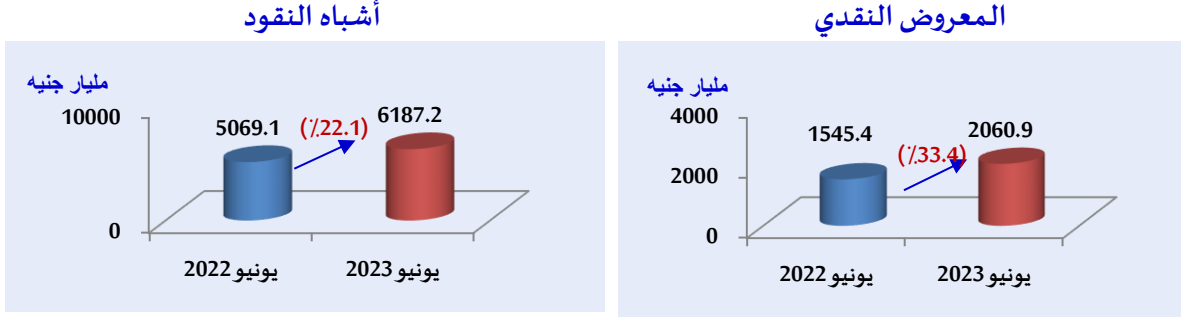 المعروض النقدي
مليار جنيه
4000
2000
0
1545.4
(٪33.4)
2060.9
يونيو 2022
يونيو 2023
أشباه النقود
مليار جنيه
10000
0
5069.1
(٪22.1)
6187.2
يونيو 2022
يونيو 2023